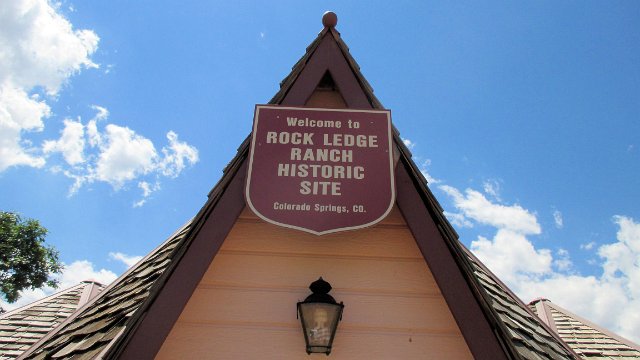 Welcome to
ROCK LEDGE
RANCH
HISTORIC
SITE
Colorado Springs, CO.